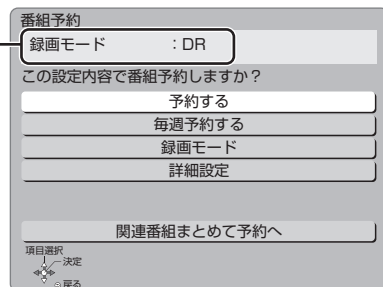 番組予約
録画モード　　：DR
この設定内容で番組予約しますか？
予約する
毎週予約する
録画モード
詳細設定
関連番組まとめて予約へ
項目選択
決定
戻る